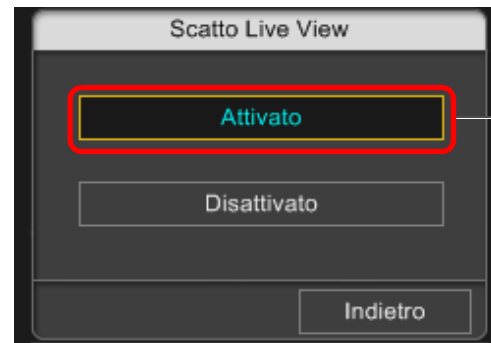 Scatto Live View
Attivato
Disattivato
Indietro